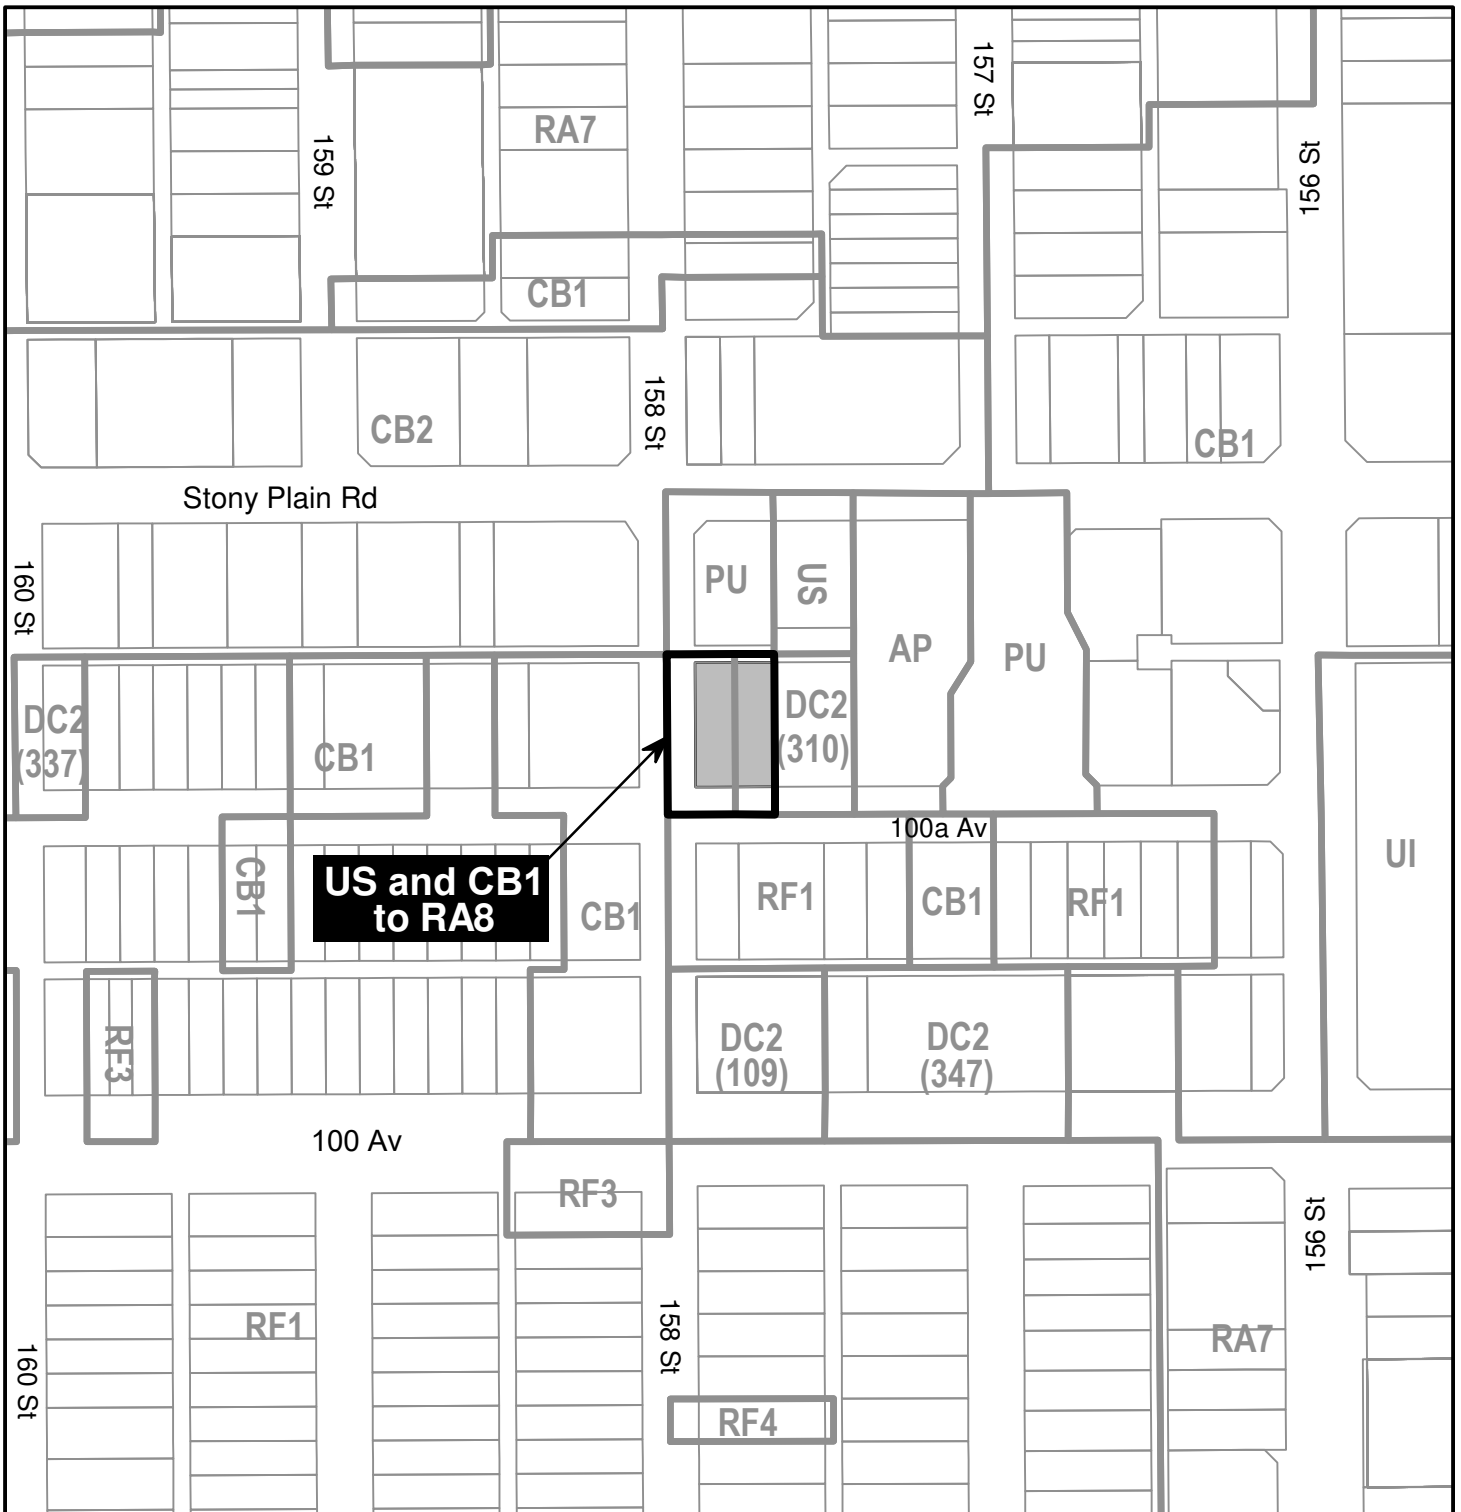 157 St
RA7
159 St
156 St
CB1
158 St
CB2
CB1
Stony Plain Rd
160 St
PU
US
AP
PU
DC2
(337)
CB1
DC2
(310)
100a Av
US and CB1
to RA8
CB1
CB1
RF1
CB1
RF1
UI
RF3
DC2
(109)
DC2
(347)
100 Av
RF3
156 St
RF1
158 St
RA7
160 St
RF4